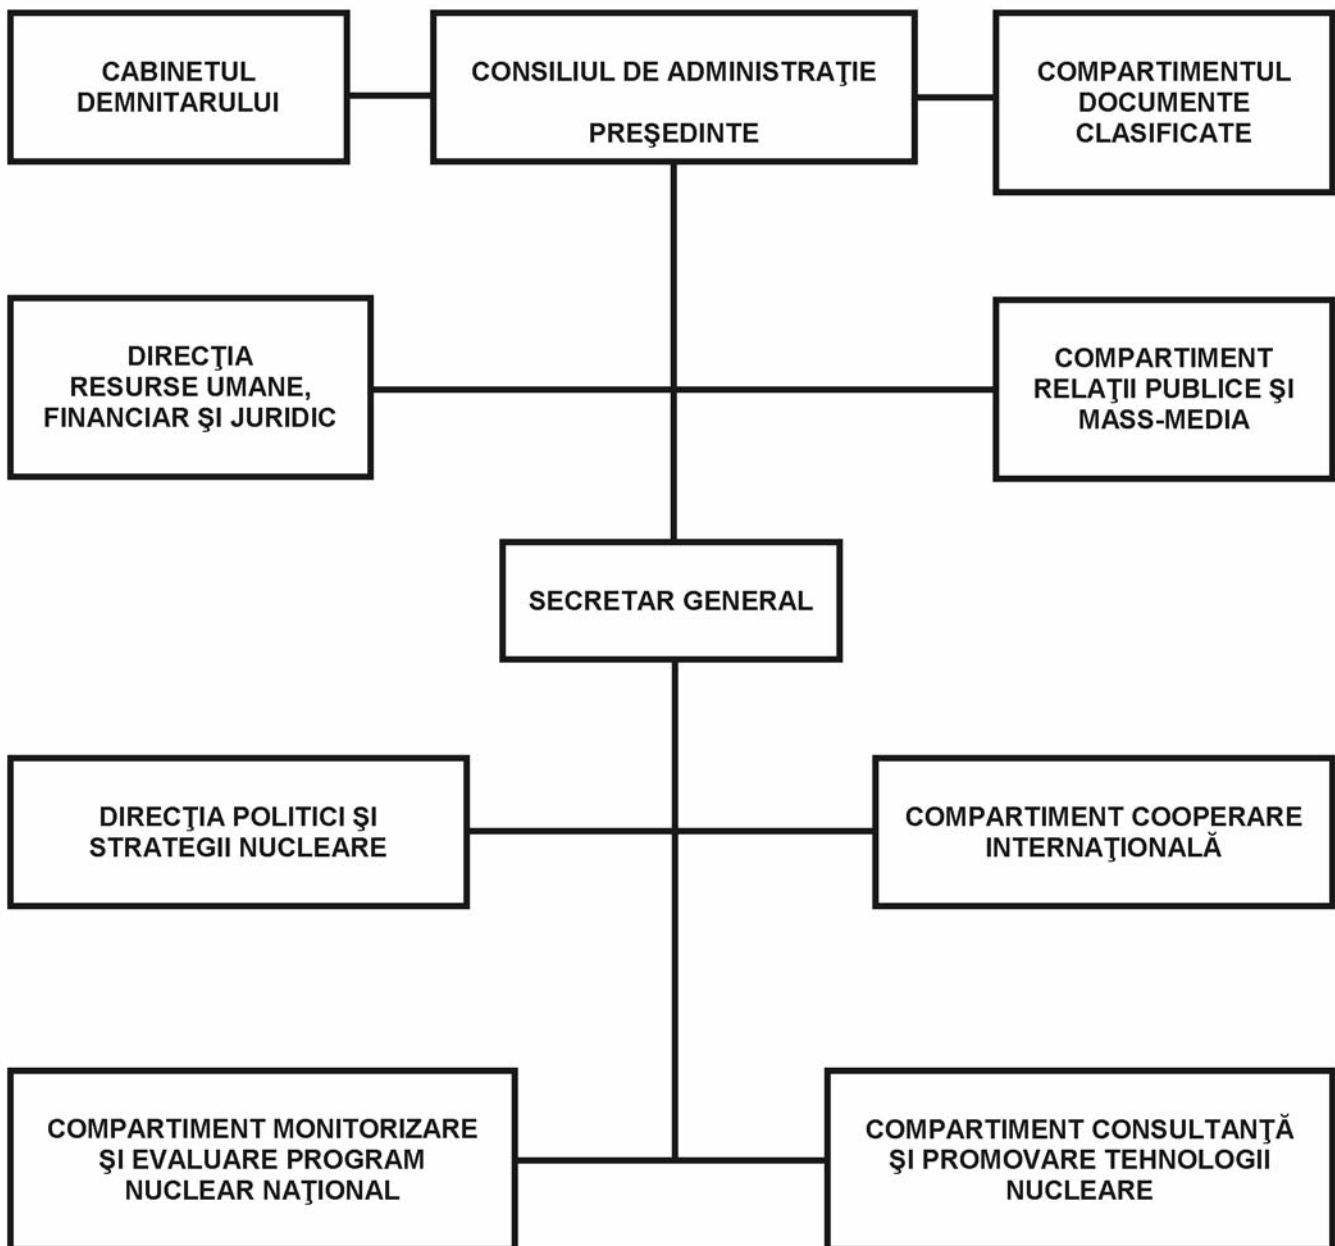 CABINETUL
DEMNITARULUI
CONSILIUL DE ADMINISTRAŢIE
PREŞEDINTE
COMPARTIMENTUL
DOCUMENTE
CLASIFICATE
DIRECŢIA
RESURSE UMANE,
FINANCIAR ŞI JURIDIC
COMPARTIMENT
RELAŢII PUBLICE ŞI
MASS-MEDIA
SECRETAR GENERAL
DIRECŢIA POLITICI ŞI
STRATEGII NUCLEARE
COMPARTIMENT COOPERARE
INTERNAŢIONALĂ
COMPARTIMENT MONITORIZARE
ŞI EVALUARE PROGRAM
NUCLEAR NAŢIONAL
COMPARTIMENT CONSULTANŢĂ
ŞI PROMOVARE TEHNOLOGII
NUCLEARE